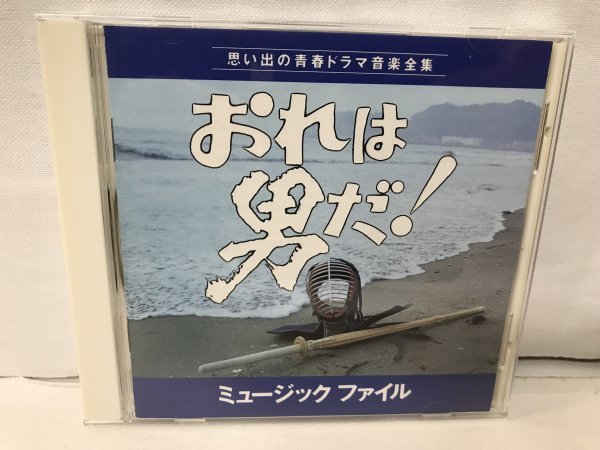 思い出の青春ドラマ音楽全集
おれは
男だ!
ミュージック ファイル